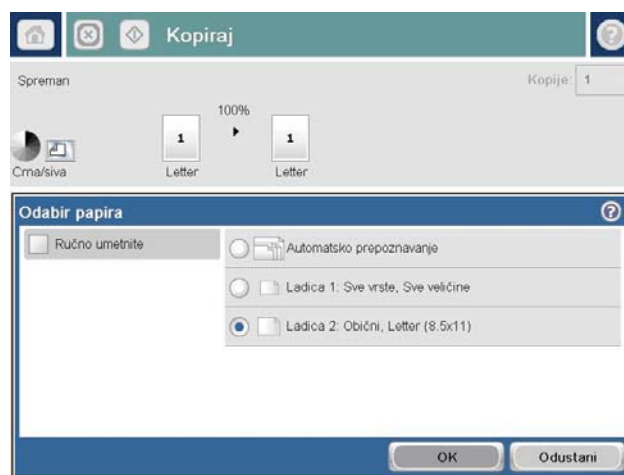 Kopiraj
?
Spreman
Kopije: 1
100%
1
1
Crna/siva
Letter
Letter
Odabir papira
?
Ručno umetnite
Automatsko prepoznavanje
Ladica 1: Sve vrste, Sve veličine
Ladica 2: Obični, Letter (8.5x11)
OK
Odustani